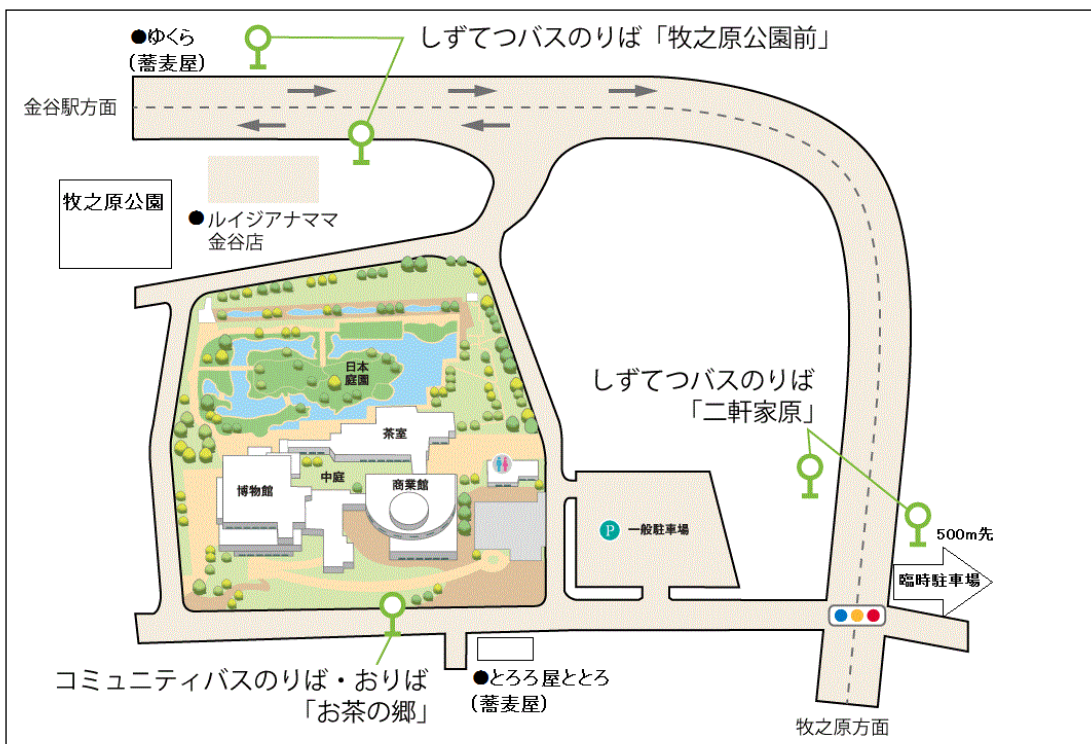 ●ゆくら
(蕎麦屋)
しずてつバスのりば「牧之原公園前」
金谷駅方面
牧之原公園
●ルイジアナママ
金谷店
日本
庭園
しずてつバスのりば
「二軒家原」
茶室
中庭
博物館
商業館
P 一般駐車場
500m先
臨時駐車場
コミュニティバスのりば・おりば
「お茶の郷」
●とろろ屋ととろ
(蕎麦屋)
牧之原方面